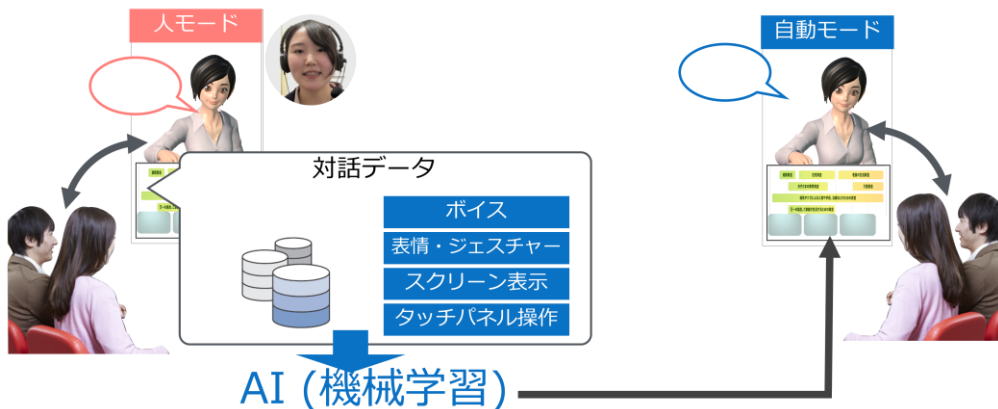 人モード
自動モード
対話データ
ボイス
表情・ジェスチャー
スクリーン表示
タッチパネル操作
AI (機械学習)